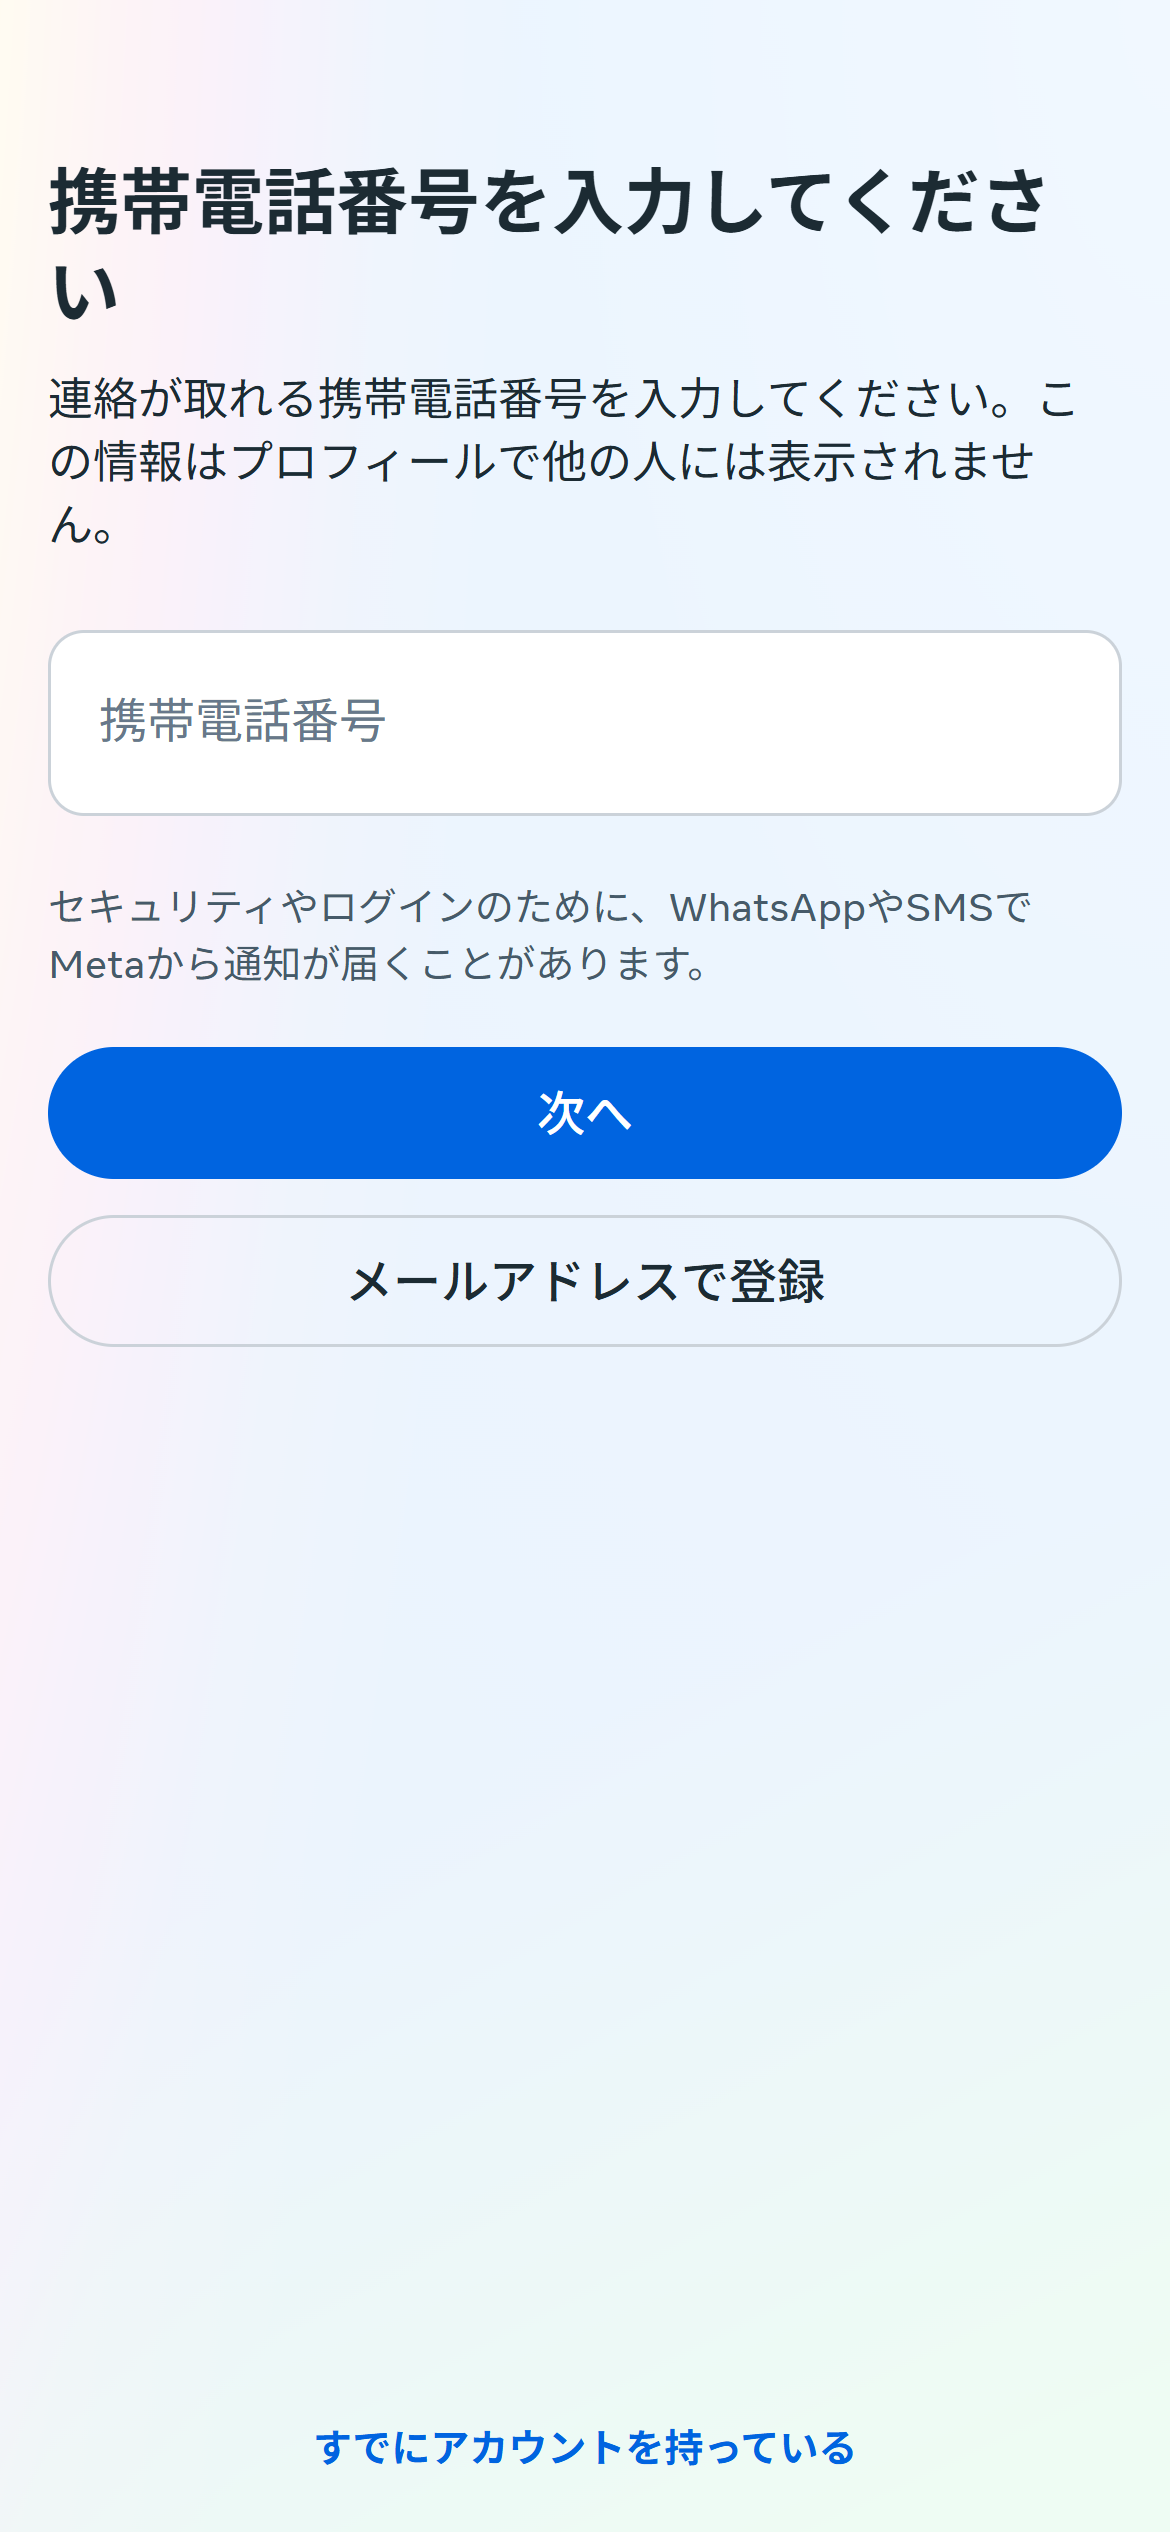 携帯電話番号を入力してくださ
い
連絡が取れる携帯電話番号を入力してください。こ
の情報はプロフィールで他の人には表示されませ
ん。
携帯電話番号
セキュリティやログインのために、WhatsAppやSMSで
Metaから通知が届くことがあります。
次へ
メールアドレスで登録
すでにアカウントを持っている